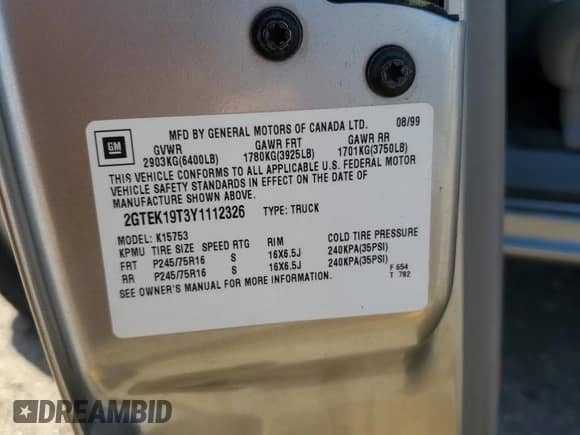 GM
MFD BY GENERAL MOTORS OF CANADA LTD. 08/99
GVWR GAWR FRT GAWR RR
2903KG(6400LB) 1780KG(3925LB) 1701KG(3750LB)
THIS VEHICLE CONFORMS TO ALL APPLICABLE U.S. FEDERAL MOTOR
VEHICLE SAFETY STANDARDS IN EFFECT ON THE DATE OF
MANUFACTURE SHOWN ABOVE.
2GTEK19T3Y1112326 TYPE: TRUCK
MODEL: K15753
KPMU TIRE SIZE SPEED RTG RIM COLD TIRE PRESSURE
FRT P245/75R16 S 16X6.5J 240KPA(35PSI)
RR P245/75R16 S 16X6.5J 240KPA(35PSI)
SEE OWNER'S MANUAL FOR MORE INFORMATION. F 654
T 782
DREAMBID